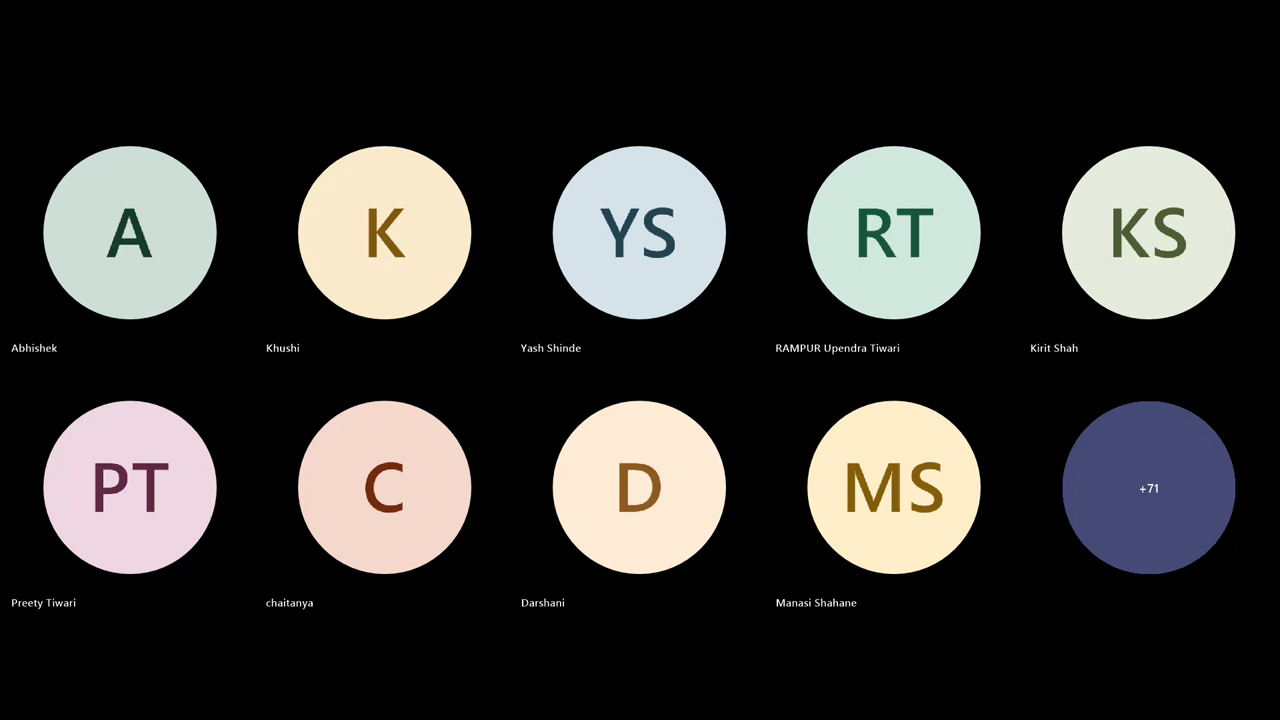 A
K
YS
RT
KS
Abhishek
Khushi
Yash Shinde
RAMPUR Upendra Tiwari
Kirit Shah
PT
C
D
MS
+71
Preety Tiwari
chaitanya
Darshani
Manasi Shahane